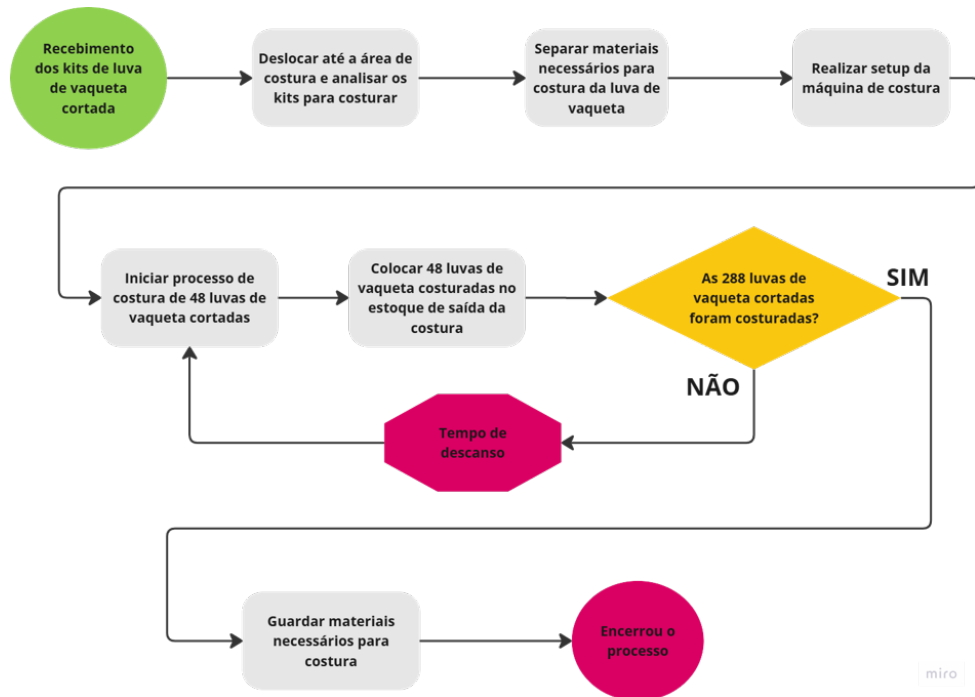 Recebimento
dos kits de luva
de vaqueta
cortada
Deslocar até a área de
costura e analisar os
kits para costurar
Separar materiais
necessários para
costura da luva de
vaqueta
Realizar setup da
máquina de costura
Iniciar processo de
costura de 48 luvas de
vaqueta cortadas
Colocar 48 luvas de
vaqueta costuradas no
estoque de saída da
costura
As 288 luvas de
vaqueta cortadas
foram costuradas?
SIM
NÃO
Tempo de
descanso
Guardar materiais
necessários para
costura
Encerrou o
processo
miro